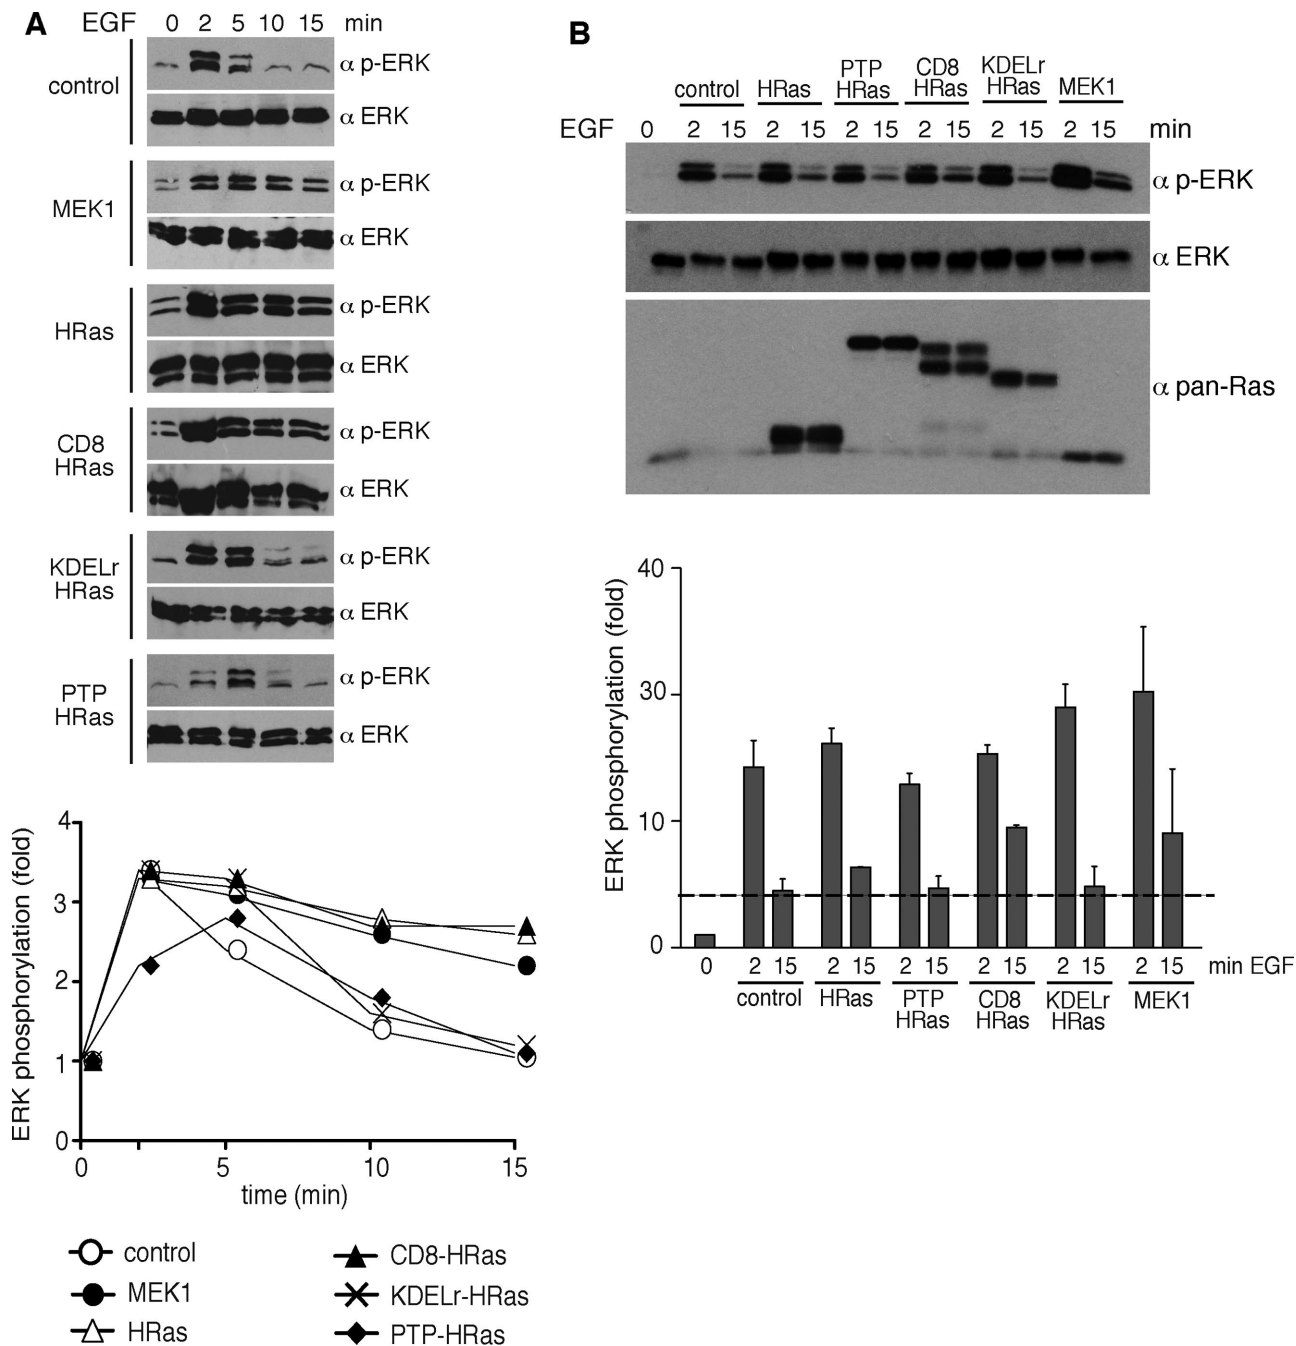 A
EGF 0 2 5 10 15 min
control
α p-ERK
α ERK
MEK1
α p-ERK
α ERK
HRas
α p-ERK
α ERK
CD8
HRas
α p-ERK
α ERK
KDELr
HRas
α p-ERK
α ERK
PTP
HRas
α p-ERK
α ERK
ERK phosphorylation (fold)
4
3
2
1
0
0 5 10 15
time (min)
control
MEK1
HRas
CD8-HRas
KDELr-HRas
PTP-HRas
B
control HRas PTP HRas CD8 HRas KDELr HRas MEK1
EGF 0 2 15 2 15 2 15 2 15 2 15 2 15 min
α p-ERK
α ERK
α pan-Ras
ERK phosphorylation (fold)
40
30
10
0
0 2 15 2 15 2 15 2 15 2 15 2 15 min EGF
control HRas PTP HRas CD8 HRas KDELr HRas MEK1